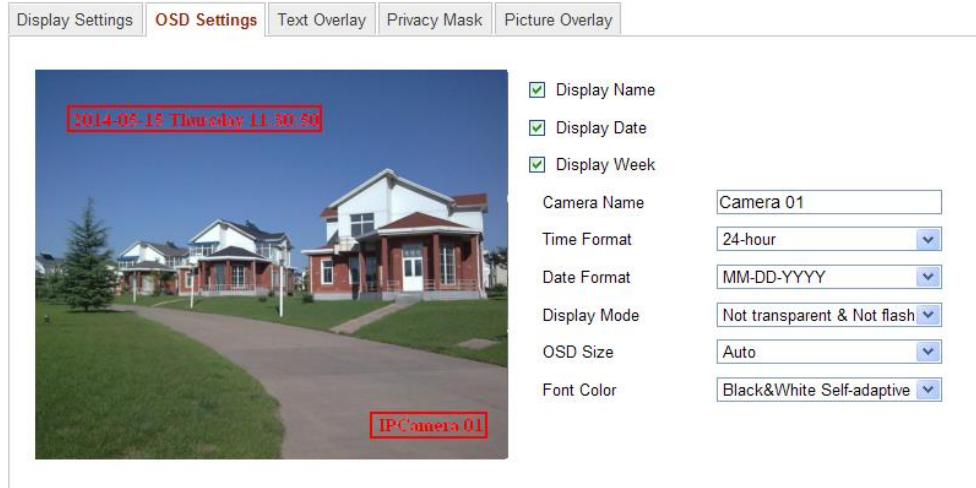 Display Settings OSD Settings Text Overlay Privacy Mask Picture Overlay
2014-05-15 Thursday 11:30:50
Display Name
Display Date
Display Week
Camera Name Camera 01
Time Format 24-hour
Date Format MM-DD-YYYY
Display Mode Not transparent & Not flash
OSD Size Auto
Font Color Black&White Self-adaptive
IPCamera 01